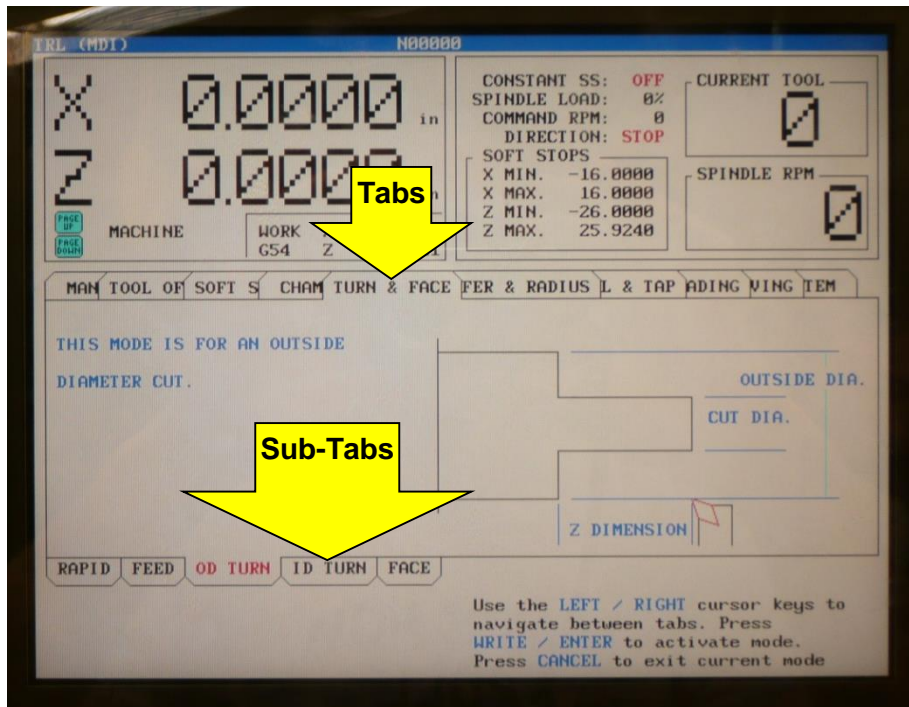 TRL (MDI) N00000
X 0.0000 in
Z 0.0000
PAGE UP
PAGE DOWN
MACHINE
WORK
G54 Z
CONSTANT SS: OFF
SPINDLE LOAD: 0%
COMMAND RPM: 0
DIRECTION: STOP
SOFT STOPS
X MIN. -16.0000
X MAX. 16.0000
Z MIN. -26.0000
Z MAX. 25.9240
CURRENT TOOL
0
SPINDLE RPM
0
Tabs
MAN TOOL OF SOFT S CHAM TURN & FACE FER & RADIUS L & TAP ADING VING TEM
THIS MODE IS FOR AN OUTSIDE
DIAMETER CUT.
OUTSIDE DIA.
CUT DIA.
Z DIMENSION
Sub-Tabs
RAPID FEED OD TURN ID TURN FACE
Use the LEFT / RIGHT cursor keys to
navigate between tabs. Press
WRITE / ENTER to activate mode.
Press CANCEL to exit current mode